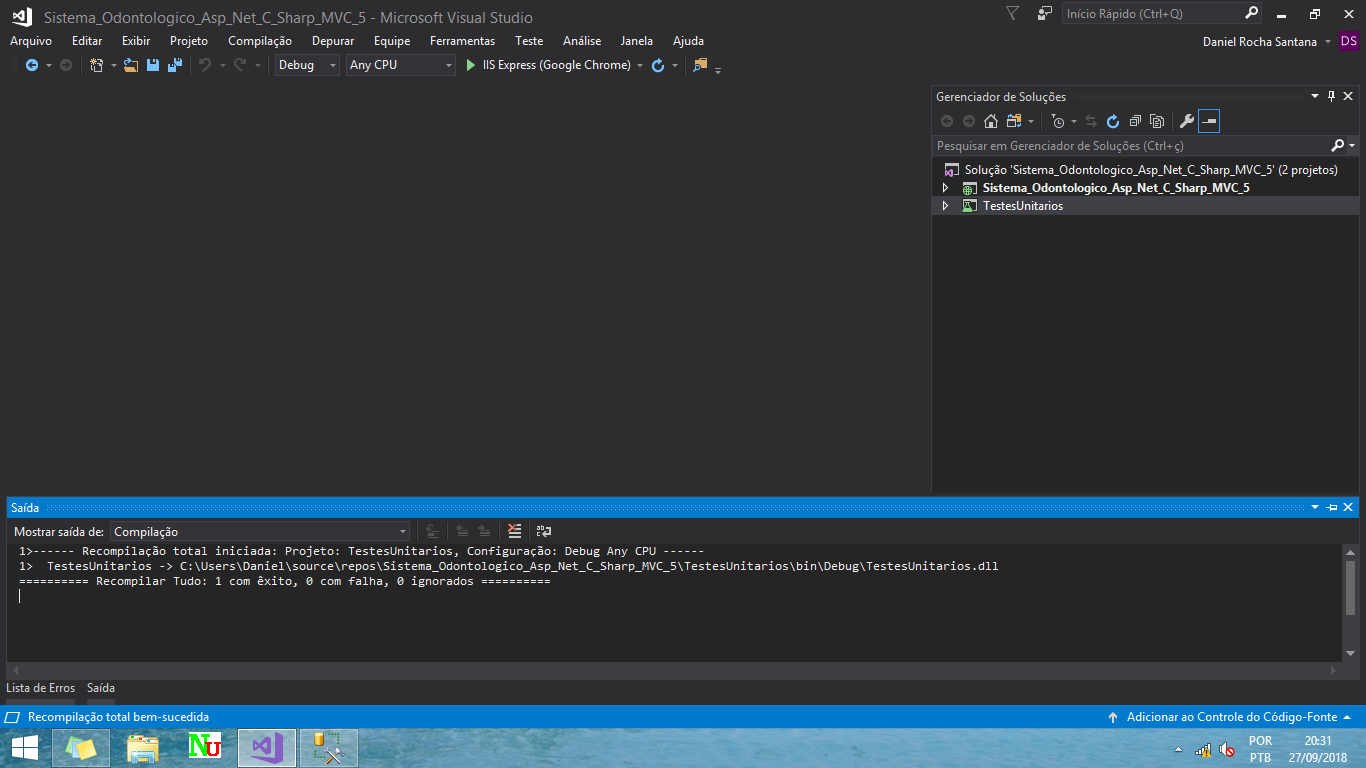 Sistema_Odontologico_Asp_Net_C_Sharp_MVC_5 - Microsoft Visual Studio
Início Rápido (Ctrl+Q)
Arquivo Editar Exibir Projeto Compilação Depurar Equipe Ferramentas Teste Análise Janela Ajuda
Daniel Rocha Santana DS
Debug Any CPU IIS Express (Google Chrome)
Gerenciador de Soluções
Pesquisar em Gerenciador de Soluções (Ctrl+ç)
Solução 'Sistema_Odontologico_Asp_Net_C_Sharp_MVC_5' (2 projetos)
Sistema_Odontologico_Asp_Net_C_Sharp_MVC_5
TestesUnitarios
Saída
Mostrar saída de: Compilação
1>------ Recompilação total iniciada: Projeto: TestesUnitarios, Configuração: Debug Any CPU ------
1>  TestesUnitarios -> C:\Users\Daniel\source\repos\Sistema_Odontologico_Asp_Net_C_Sharp_MVC_5\TestesUnitarios\bin\Debug\TestesUnitarios.dll
========== Recompilar Tudo: 1 com êxito, 0 com falha, 0 ignorados ==========
Lista de Erros Saída
Recompilação total bem-sucedida
Adicionar ao Controle do Código-Fonte
NU
POR 20:31
PTB 27/09/2018